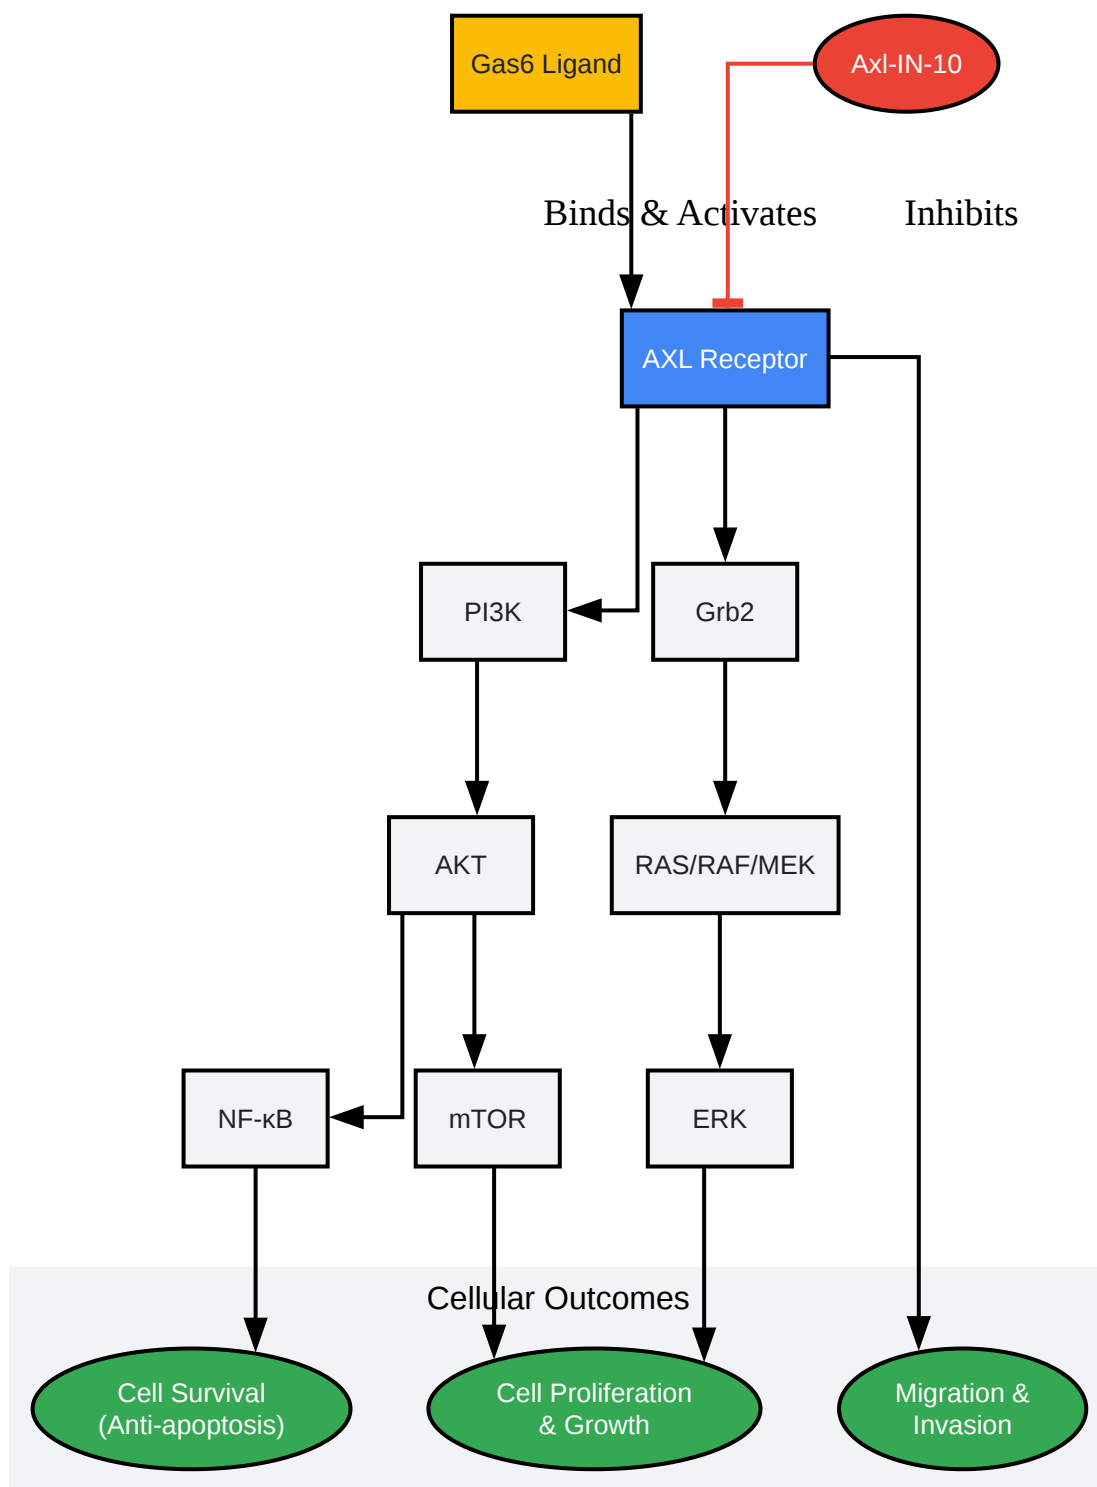 Gas6 Ligand
Axl-IN-10
Binds & Activates
Inhibits
AXL Receptor
PI3K
Grb2
AKT
RAS/RAF/MEK
NF-κB
mTOR
ERK
Cellular Outcomes
Cell Survival
(Anti-apoptosis)
Cell Proliferation
& Growth
Migration &
Invasion